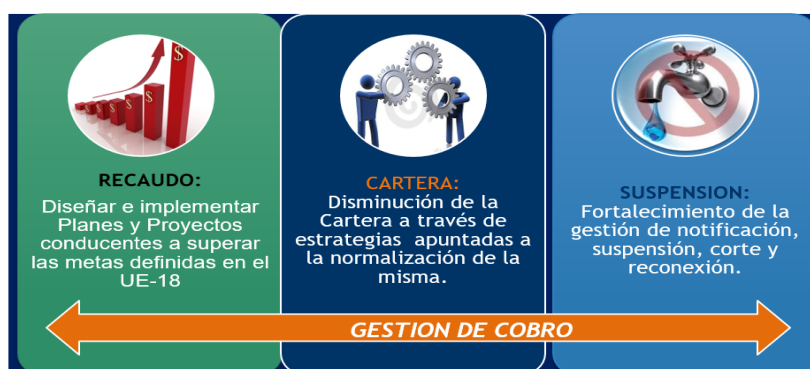 RECAUDO:
Diseñar e implementar
Planes y Proyectos
conducentes a superar
las metas definidas en el
UE-18
CARTERA:
Disminución de la
Cartera a través de
estrategias apuntadas a
la normalización de la
misma.
SUSPENSION:
Fortalecimiento de la
gestión de notificación,
suspensión, corte y
reconexión.
GESTION DE COBRO